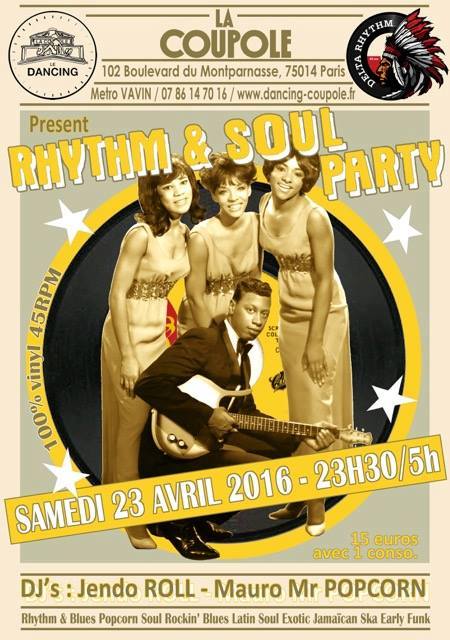 LA
COUPOLE
LA COUPOLE
LE
DANCING
DELTA RHYTHM
102 Boulevard du Montparnasse, 75014 Paris
Metro VAVIN / 07 86 14 70 16 / www.dancing-coupole.fr
Present
RHYTHM & SOUL
PARTY
100% vinyl 45RPM
SAMEDI 23 AVRIL 2016 - 23H30/5h
15 euros
avec 1 conso.
DJ's : Jendo ROLL - Mauro Mr POPCORN
Rhythm & Blues Popcorn Soul Rockin' Blues Latin Soul Exotic Jamaïcan Ska Early Funk